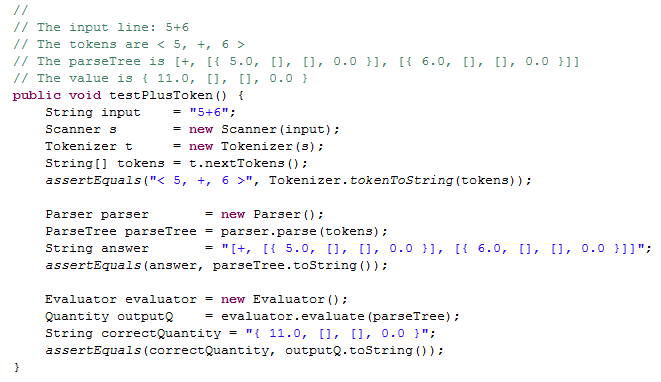 //
// The input line: 5+6
// The tokens are < 5, +, 6 >
// The parseTree is [+, [{ 5.0, [], [], 0.0 }], [{ 6.0, [], [], 0.0 }]]
// The value is { 11.0, [], [], 0.0 }
public void testPlusToken() {
    String input    = "5+6";
    Scanner s       = new Scanner(input);
    Tokenizer t     = new Tokenizer(s);
    String[] tokens = t.nextTokens();
    assertEquals("< 5, +, 6 >", Tokenizer.tokenToString(tokens));

    Parser parser       = new Parser();
    ParseTree parseTree = parser.parse(tokens);
    String answer       = "[+, [{ 5.0, [], [], 0.0 }], [{ 6.0, [], [], 0.0 }]]";
    assertEquals(answer, parseTree.toString());

    Evaluator evaluator = new Evaluator();
    Quantity outputQ    = evaluator.evaluate(parseTree);
    String correctQuantity = "{ 11.0, [], [], 0.0 }";
    assertEquals(correctQuantity, outputQ.toString());
}